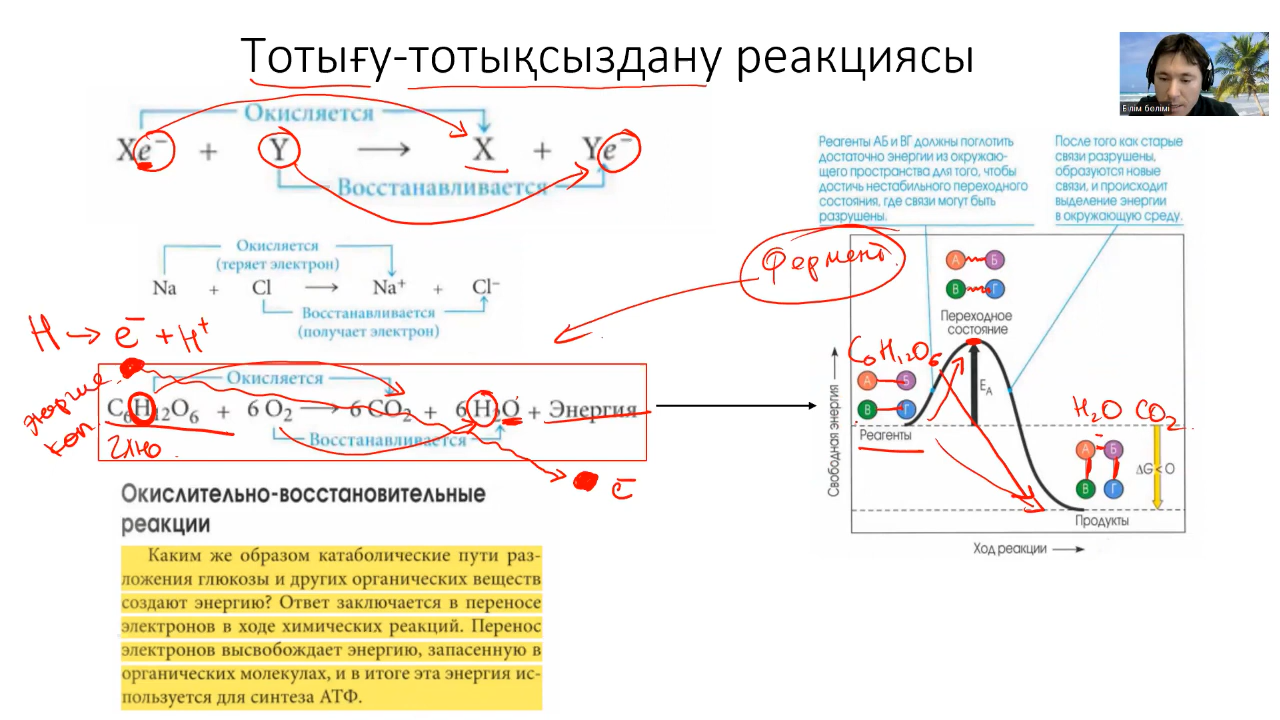 Тотығу-тотықсыздану реакциясы
Білім бөлімі
Окисляется
Xe⁻ + Y → X + Ye⁻
Восстанавливается
Окисляется
(теряет электрон)
Na + Cl → Na⁺ + Cl⁻
Восстанавливается
(получает электрон)
H → e⁻ + H⁺
энергие
коп.
Окисляется
C₆H₁₂O₆ + 6 O₂ → 6 CO₂ + 6 H₂O + Энергия
Восстанавливается
глю.
e⁻
Фермент.
Окислительно-восстановительные
реакции
Каким же образом катаболические пути раз-
ложения глюкозы и других органических веществ
создают энергию? Ответ заключается в переносе
электронов в ходе химических реакций. Перенос
электронов высвобождает энергию, запасенную в
органических молекулах, и в итоге эта энергия ис-
пользуется для синтеза АТФ.
Реагенты АБ и ВГ должны поглотить
достаточно энергии из окружаю-
щего пространства для того, чтобы
достичь нестабильного переходного
состояния, где связи могут быть
разрушены.
После того как старые
связи разрушены,
образуются новые
связи, и происходит
выделение энергии
в окружающую среду.
А Б
В Г
Переходное
состояние
C₆H₁₂O₆
А Б
В Г
Реагенты
Eᴀ
H₂O CO₂
А Б
В Г
ΔG < O
Продукты
Свободная энергия
Ход реакции